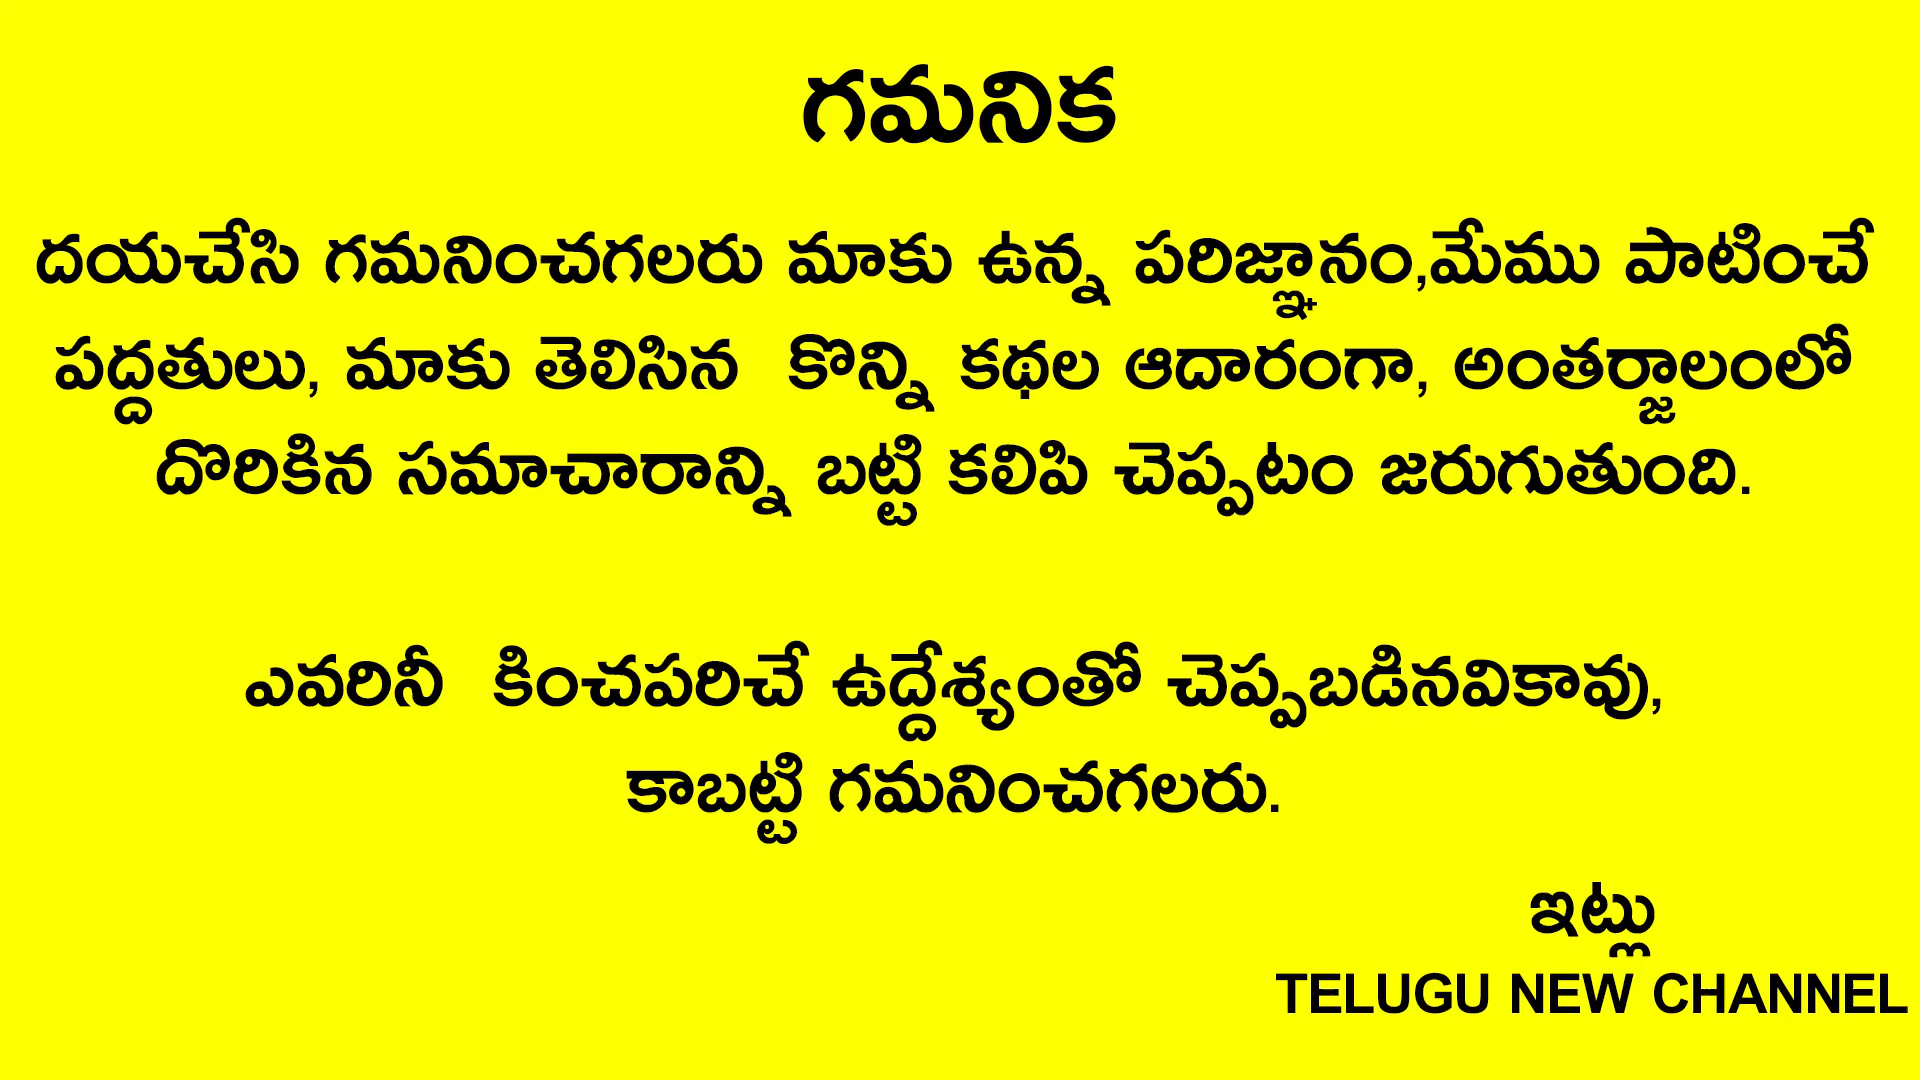 గమనిక
దయచేసి గమనించగలరు మాకు ఉన్న పరిజ్ఞానం,మేము పాటించే
పద్దతులు, మాకు తెలిసిన కొన్ని కథల ఆదారంగా, అంతర్జాలంలో
దొరికిన సమాచారాన్ని బట్టి కలిపి చెప్పటం జరుగుతుంది.
ఎవరినీ కించపరిచే ఉద్దేశ్యంతో చెప్పబడినవికావు,
కాబట్టి గమనించగలరు.
ఇట్లు
TELUGU NEW CHANNEL